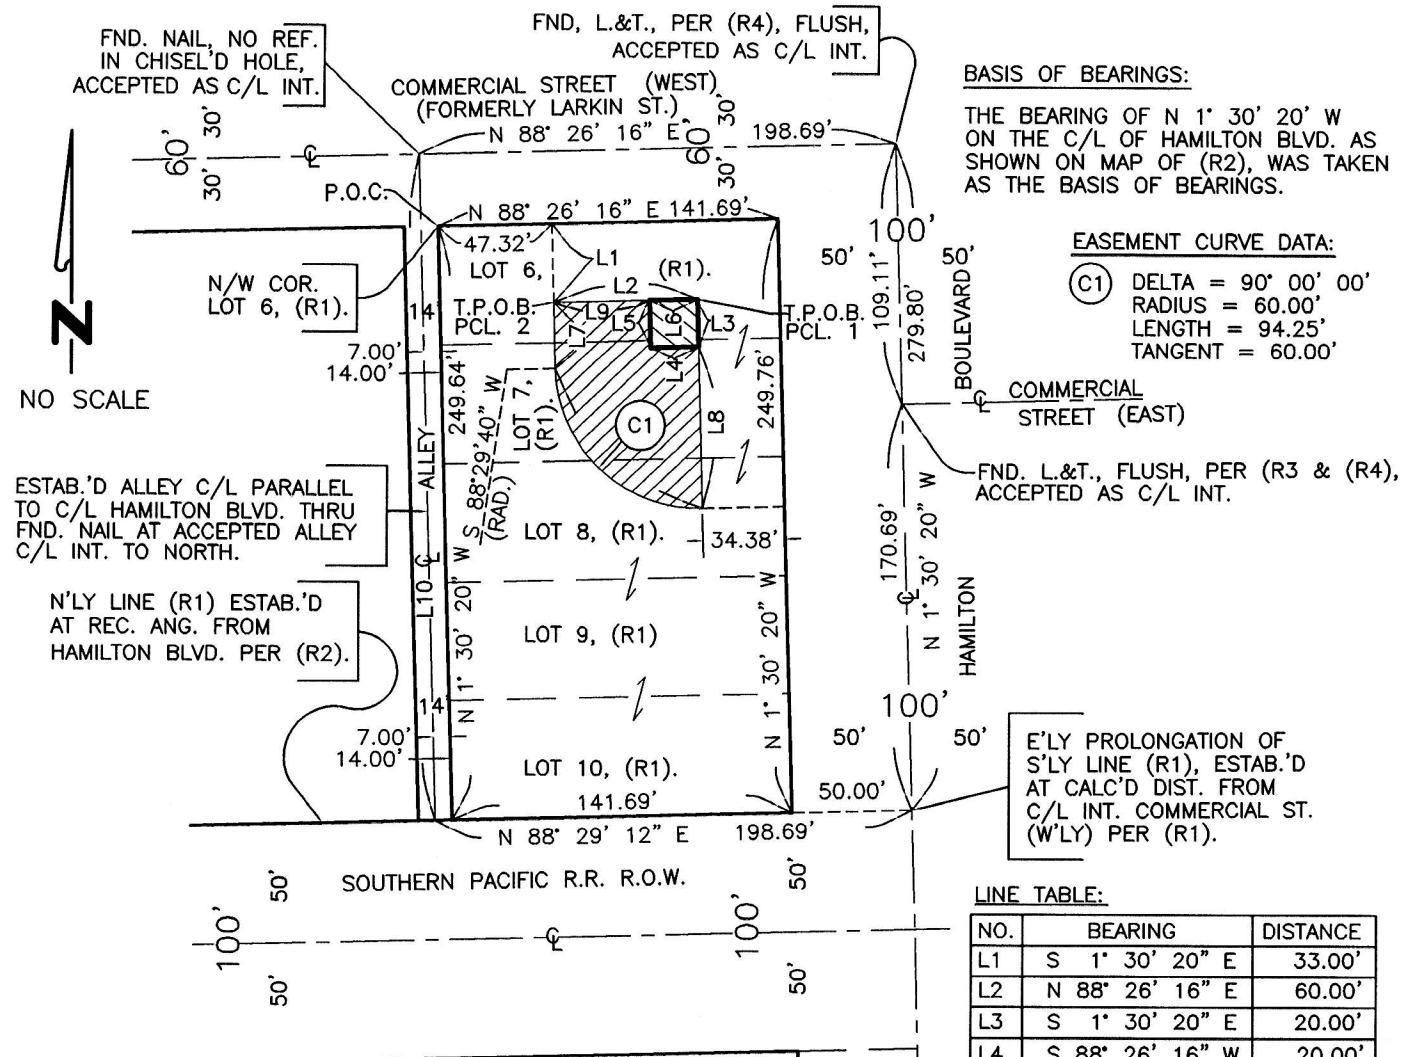 FND. NAIL, NO REF.
IN CHISEL'D HOLE,
ACCEPTED AS C/L INT.
FND, L.&T., PER (R4), FLUSH,
ACCEPTED AS C/L INT.
COMMERCIAL STREET (WEST)
(FORMERLY LARKIN ST.)
N 88° 26' 16" E
198.69'
60'
30'
30'
60'
30'
30'
BASIS OF BEARINGS:
THE BEARING OF N 1° 30' 20" W
ON THE C/L OF HAMILTON BLVD. AS
SHOWN ON MAP OF (R2), WAS TAKEN
AS THE BASIS OF BEARINGS.
EASEMENT CURVE DATA:
C1
DELTA = 90° 00' 00'
RADIUS = 60.00'
LENGTH = 94.25'
TANGENT = 60.00'
N
NO SCALE
P.O.C.
N 88° 26' 16" E 141.69'
47.32'
LOT 6,
(R1).
L1
L2
N/W COR.
LOT 6, (R1).
T.P.O.B.
PCL. 2
L9
L5
L6
L3
L7
L4
T.P.O.B.
PCL. 1
14'
7.00'
14.00'
249.64'
249.76'
100'
50'
50'
109.11'
279.80'
BOULEVARD
COMMERCIAL
STREET (EAST)
LOT 7,
(R1).
C1
L8
S 88°29'40" W
(RAD.)
ALLEY
ESTAB.'D ALLEY C/L PARALLEL
TO C/L HAMILTON BLVD. THRU
FND. NAIL AT ACCEPTED ALLEY
C/L INT. TO NORTH.
FND. L.&T., FLUSH, PER (R3 & (R4),
ACCEPTED AS C/L INT.
LOT 8, (R1).
34.38'
170.69'
N 1° 30' 20" W
HAMILTON
L10
N 1° 30' 20" W
N 1° 30' 20" W
N'LY LINE (R1) ESTAB.'D
AT REC. ANG. FROM
HAMILTON BLVD. PER (R2).
LOT 9, (R1)
14'
7.00'
14.00'
LOT 10, (R1).
141.69'
100'
50'
50'
50.00'
N 88° 29' 12" E
198.69'
E'LY PROLONGATION OF
S'LY LINE (R1), ESTAB.'D
AT CALC'D DIST. FROM
C/L INT. COMMERCIAL ST.
(W'LY) PER (R1).
SOUTHERN PACIFIC R.R. R.O.W.
50'
100'
50'
50'
100'
50'
LINE TABLE:
NO. BEARING DISTANCE
L1 S 1° 30' 20" E 33.00'
L2 N 88° 26' 16" E 60.00'
L3 S 1° 30' 20" E 20.00'
L4 S 88° 26' 16" W 20.00'